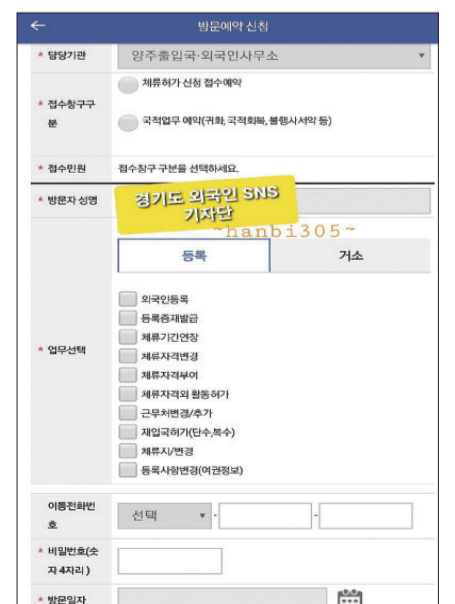 방문예약 신청
* 담당기관
양주출입국·외국인사무소
* 접수창구구
분
체류허가 신청 접수예약
국적업무 예약(귀화, 국적회복, 불행사서약 등)
* 접수민원
접수창구 구분을 선택하세요.
* 방문자 성명
경기도 외국인 SNS
기자단
~hanbi305~
등록
거소
* 업무선택
외국인등록
등록증재발급
체류기간연장
체류자격변경
체류자격부여
체류자격외 활동허가
근무처변경/추가
재입국허가(단수,복수)
체류지/변경
등록사항변경(여권정보)
이동전화번
호
선택 - -
* 비밀번호(숫
자 4자리 )
* 방문일자